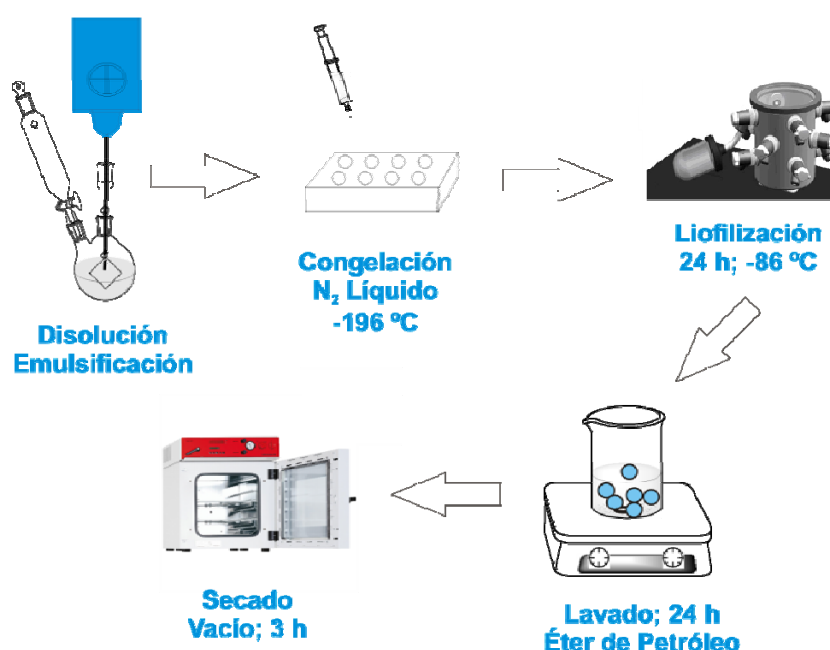 Disolución
Emulsificación
Congelación
N₂ Líquido
-196 ºC
Liofilización
24 h; -86 ºC
Lavado; 24 h
Éter de Petróleo
Secado
Vacío; 3 h